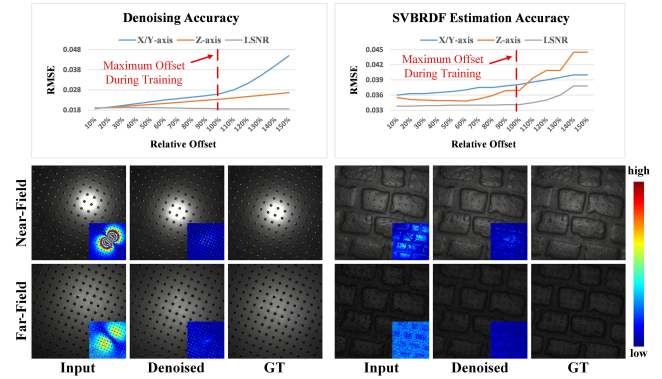 Denoising Accuracy
X/Y-axis Z-axis LSNR
0.048
0.038
0.028
0.018
RMSE
Maximum Offset
During Training
10% 20% 30% 40% 50% 60% 70% 80% 90% 100% 110% 120% 130% 140% 150%
Relative Offset
SVBRDF Estimation Accuracy
X/Y-axis Z-axis LSNR
0.045
0.042
0.039
0.036
0.033
RMSE
Maximum Offset
During Training
10% 20% 30% 40% 50% 60% 70% 80% 90% 100% 110% 120% 130% 140% 150%
Relative Offset
Near-Field
Far-Field
high
low
Input Denoised GT Input Denoised GT